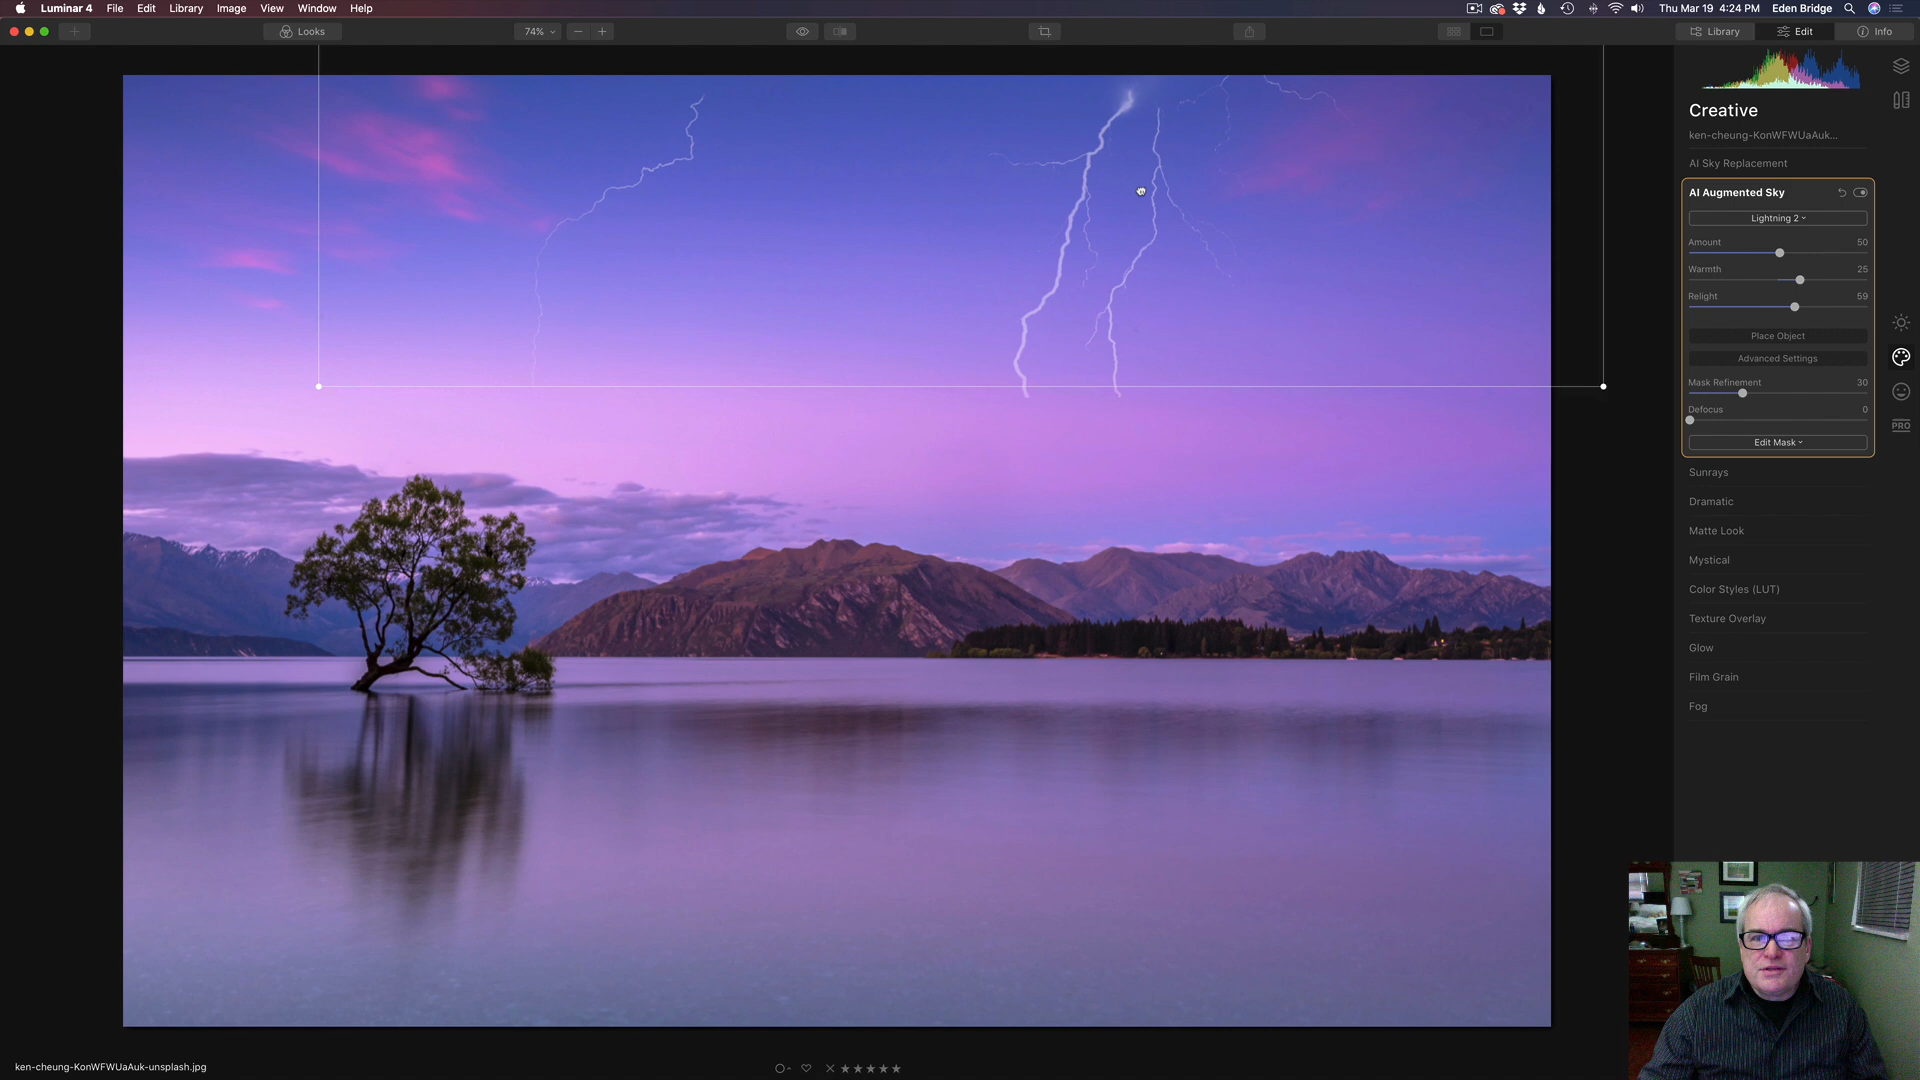 Luminar 4 File Edit Library Image View Window Help Thu Mar 19 4:24 PM Eden Bridge
Looks 74% Library Edit Info
Creative
ken-cheung-KonWFWUaAuk...
AI Sky Replacement
AI Augmented Sky
Lightning 2
Amount 50
Warmth 25
Relight 59
Place Object
Advanced Settings
Mask Refinement 30
Defocus 0
Edit Mask
PRO
Sunrays
Dramatic
Matte Look
Mystical
Color Styles (LUT)
Texture Overlay
Glow
Film Grain
Fog
ken-cheung-KonWFWUaAuk-unsplash.jpg